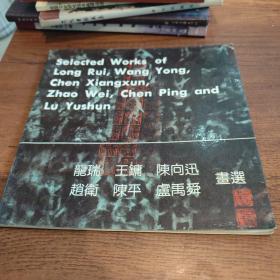 Selected Works of
Long Rui, Wang Yong,
Chen Xiangxun,
Zhao Wei, Chen Ping and
Lu Yushun
龍瑞 王鏞 陳向迅
趙衛 陳平 盧禹舜 畫選